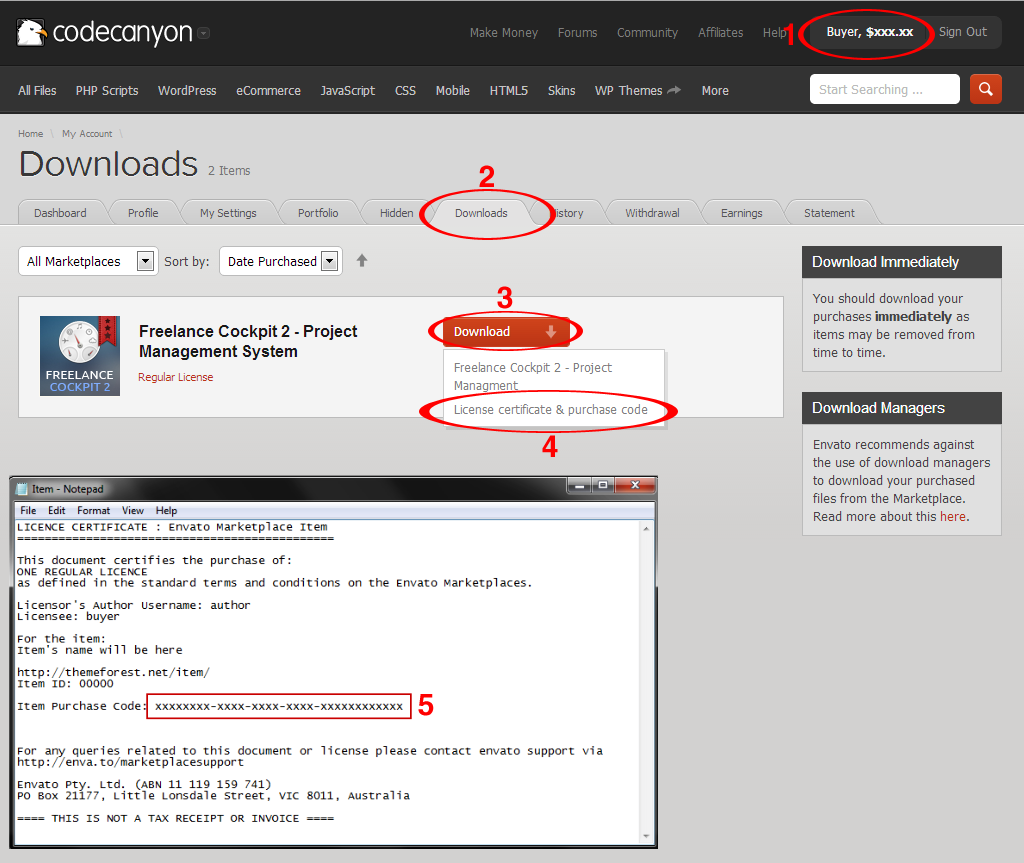 codecanyon
Make Money Forums Community Affiliates Help 1 Buyer, $xxx.xx Sign Out
All Files PHP Scripts WordPress eCommerce JavaScript CSS Mobile HTML5 Skins WP Themes More
Start Searching ...
Home \ My Account \
Downloads 2 Items
2
Dashboard Profile My Settings Portfolio Hidden Downloads History Withdrawal Earnings Statement
All Marketplaces Sort by: Date Purchased
3
Freelance Cockpit 2 - Project
Management System
Regular License
FREELANCE
COCKPIT 2
Download
Freelance Cockpit 2 - Project
Managment
License certificate & purchase code
4
Download Immediately
You should download your
purchases immediately as
items may be removed from
time to time.
Download Managers
Envato recommends against
the use of download managers
to download your purchased
files from the Marketplace.
Read more about this here.
Item - Notepad
File Edit Format View Help
LICENCE CERTIFICATE : Envato Marketplace Item
==============================================
This document certifies the purchase of:
ONE REGULAR LICENCE
as defined in the standard terms and conditions on the Envato Marketplaces.
Licensor's Author Username: author
Licensee: buyer
For the item:
Item's name will be here
http://themeforest.net/item/
Item ID: 00000
Item Purchase Code: xxxxxxxx-xxxx-xxxx-xxxx-xxxxxxxxxxxx 5
For any queries related to this document or license please contact envato support via
http://enva.to/marketplacesupport
Envato Pty. Ltd. (ABN 11 119 159 741)
PO Box 21177, Little Lonsdale Street, VIC 8011, Australia
==== THIS IS NOT A TAX RECEIPT OR INVOICE ====